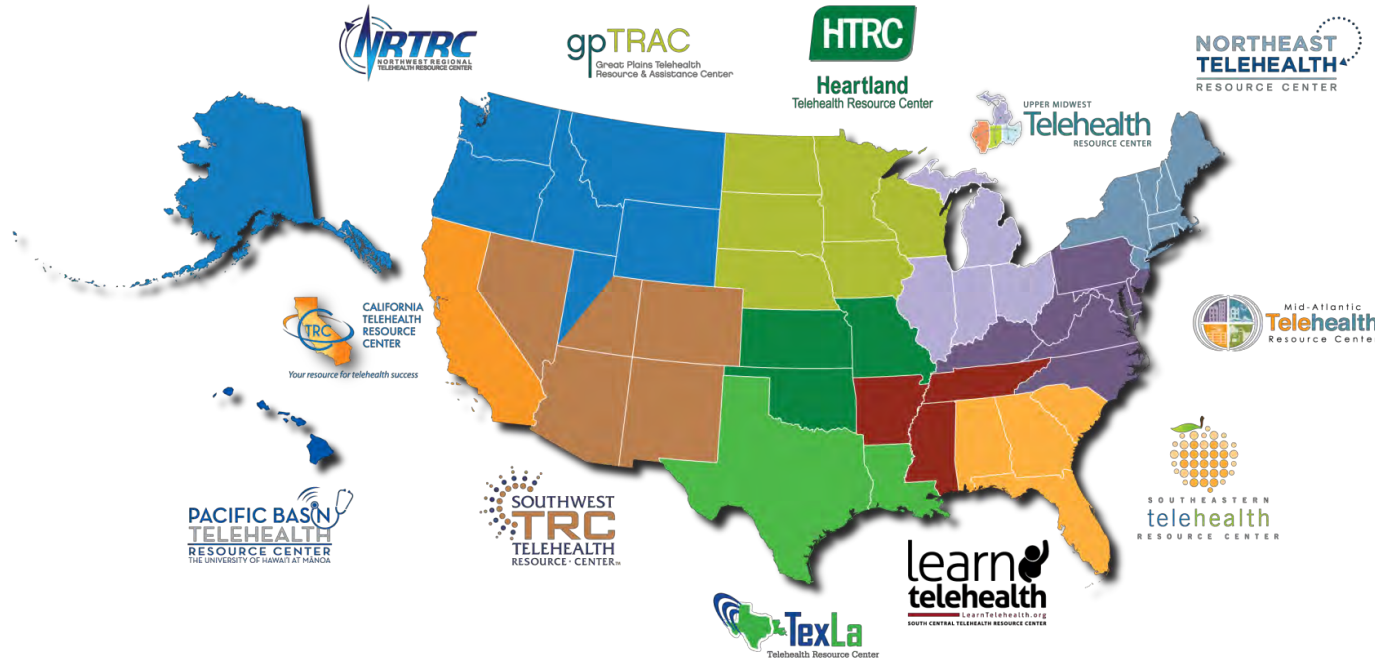 NRTRC
NORTHWEST REGIONAL
TELEHEALTH RESOURCE CENTER
gpTRAC
Great Plains Telehealth
Resource & Assistance Center
HTRC
Heartland
Telehealth Resource Center
NORTHEAST
TELEHEALTH
RESOURCE CENTER
UPPER MIDWEST
Telehealth
RESOURCE CENTER
TRC
CALIFORNIA
TELEHEALTH
RESOURCE
CENTER
Your resource for telehealth success
Mid-Atlantic
Telehealth
Resource Cente
PACIFIC BASIN
TELEHEALTH
RESOURCE CENTER
THE UNIVERSITY OF HAWAI'I AT MĀNOA
SOUTHWEST
TRC
TELEHEALTH
RESOURCE · CENTER™
SOUTHEASTERN
telehealth
RESOURCE CENTER
learn
telehealth
LearnTelehealth.org
SOUTH CENTRAL TELEHEALTH RESOURCE CENTER
TexLa
Telehealth Resource Center